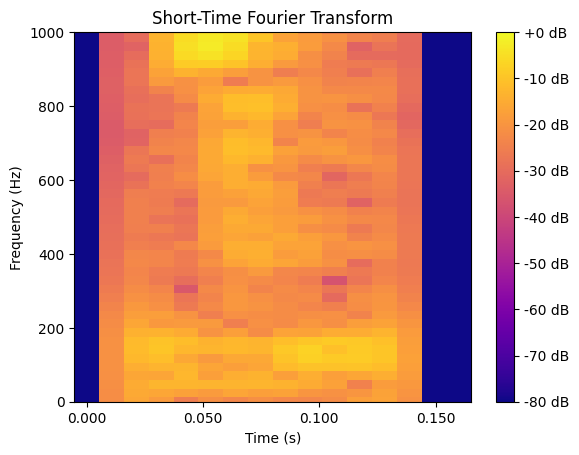 Short-Time Fourier Transform
Frequency (Hz)
1000
800
600
400
200
0
0.000
0.050
0.100
0.150
Time (s)
+0 dB
-10 dB
-20 dB
-30 dB
-40 dB
-50 dB
-60 dB
-70 dB
-80 dB